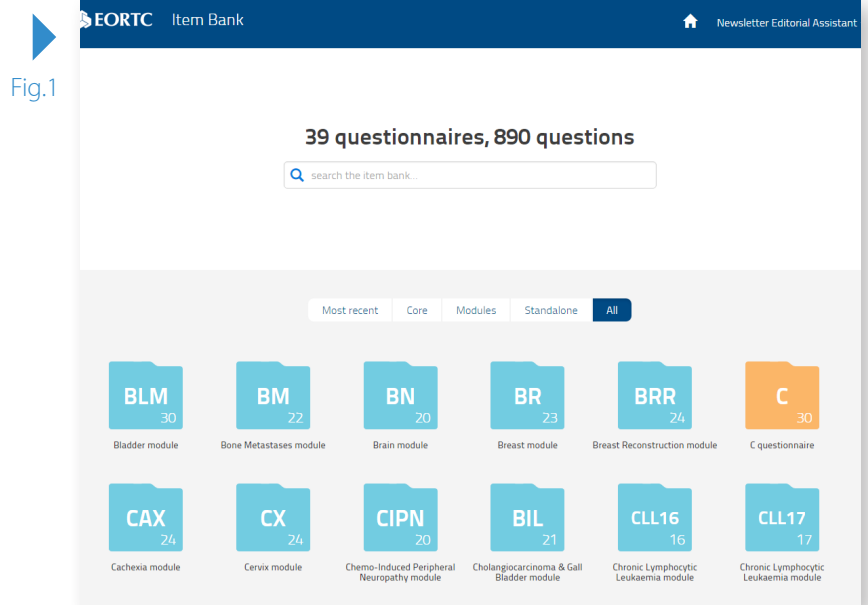 EORTC Item Bank
Newsletter Editorial Assistant
Fig.1
39 questionnaires, 890 questions
search the item bank...
Most recent Core Modules Standalone All
BLM BM BN BR BRR C
30 22 20 23 24 30
Bladder module Bone Metastases module Brain module Breast module Breast Reconstruction module C questionnaire
CAX CX CIPN BIL CLL16 CLL17
24 24 20 21 16 17
Cachexia module Cervix module Chemo-Induced Peripheral Cholangiocarcinoma & Gall Chronic Lymphocytic Chronic Lymphocytic
Neuropathy module Bladder module Leukaemia module Leukaemia module